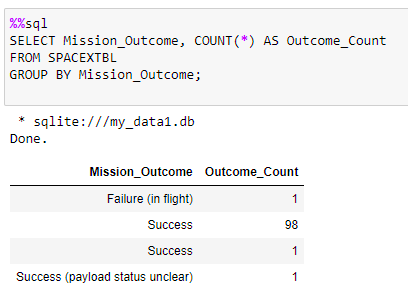 %%sql
SELECT Mission_Outcome, COUNT(*) AS Outcome_Count
FROM SPACEXTBL
GROUP BY Mission_Outcome;
* sqlite:///my_data1.db
Done.
Mission_Outcome Outcome_Count
Failure (in flight) 1
Success 98
Success 1
Success (payload status unclear) 1